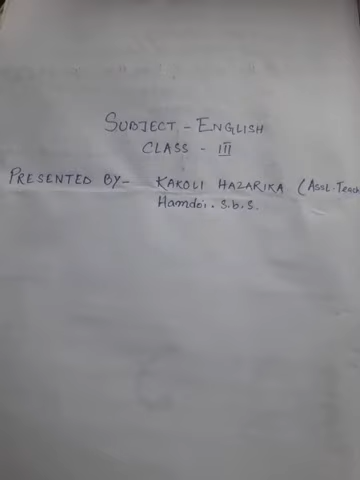 SUBJECT - ENGLISH
CLASS - III
PRESENTED BY- KAKOLI HAZARIKA (Asst. Teac
Hamdoi. S.b.s.